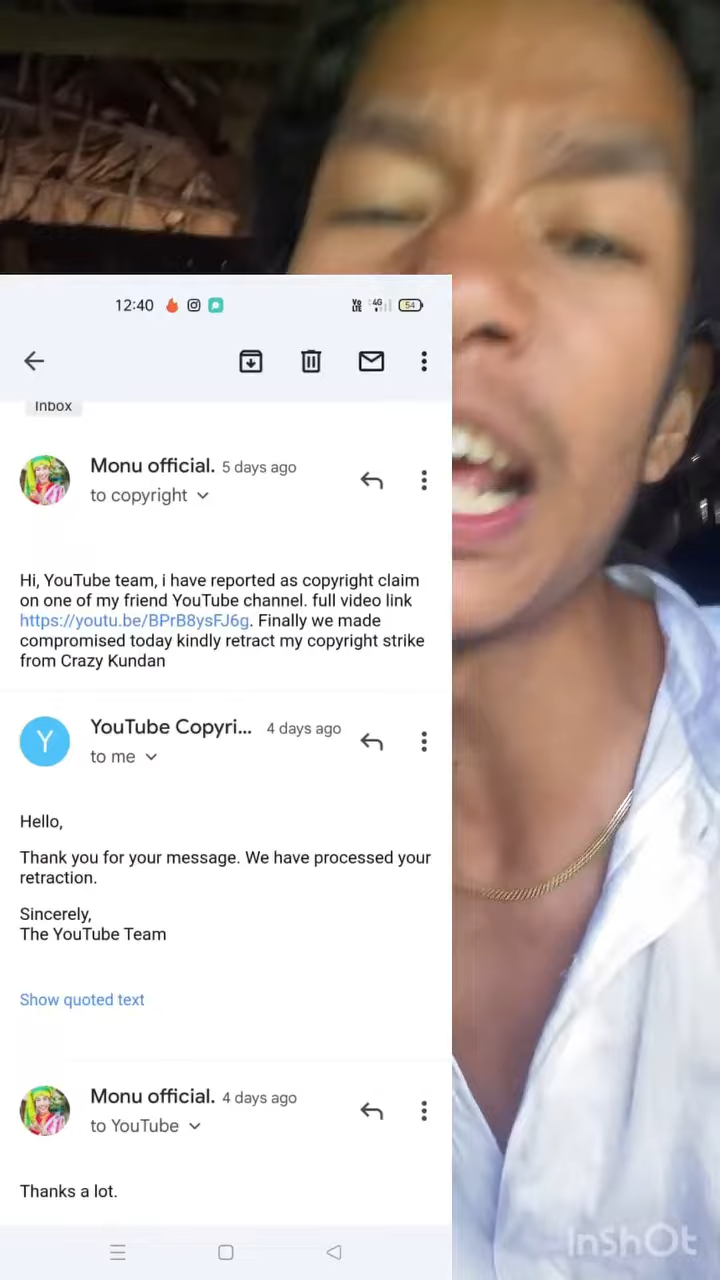 12:40
Vo LTE 4G 54
Inbox
Monu official. 5 days ago
to copyright
Hi, YouTube team, i have reported as copyright claim
on one of my friend YouTube channel. full video link
https://youtu.be/BPrB8ysFJ6g. Finally we made
compromised today kindly retract my copyright strike
from Crazy Kundan
Y
YouTube Copyri... 4 days ago
to me
Hello,
Thank you for your message. We have processed your
retraction.
Sincerely,
The YouTube Team
Show quoted text
Monu official. 4 days ago
to YouTube
Thanks a lot.
InShOt